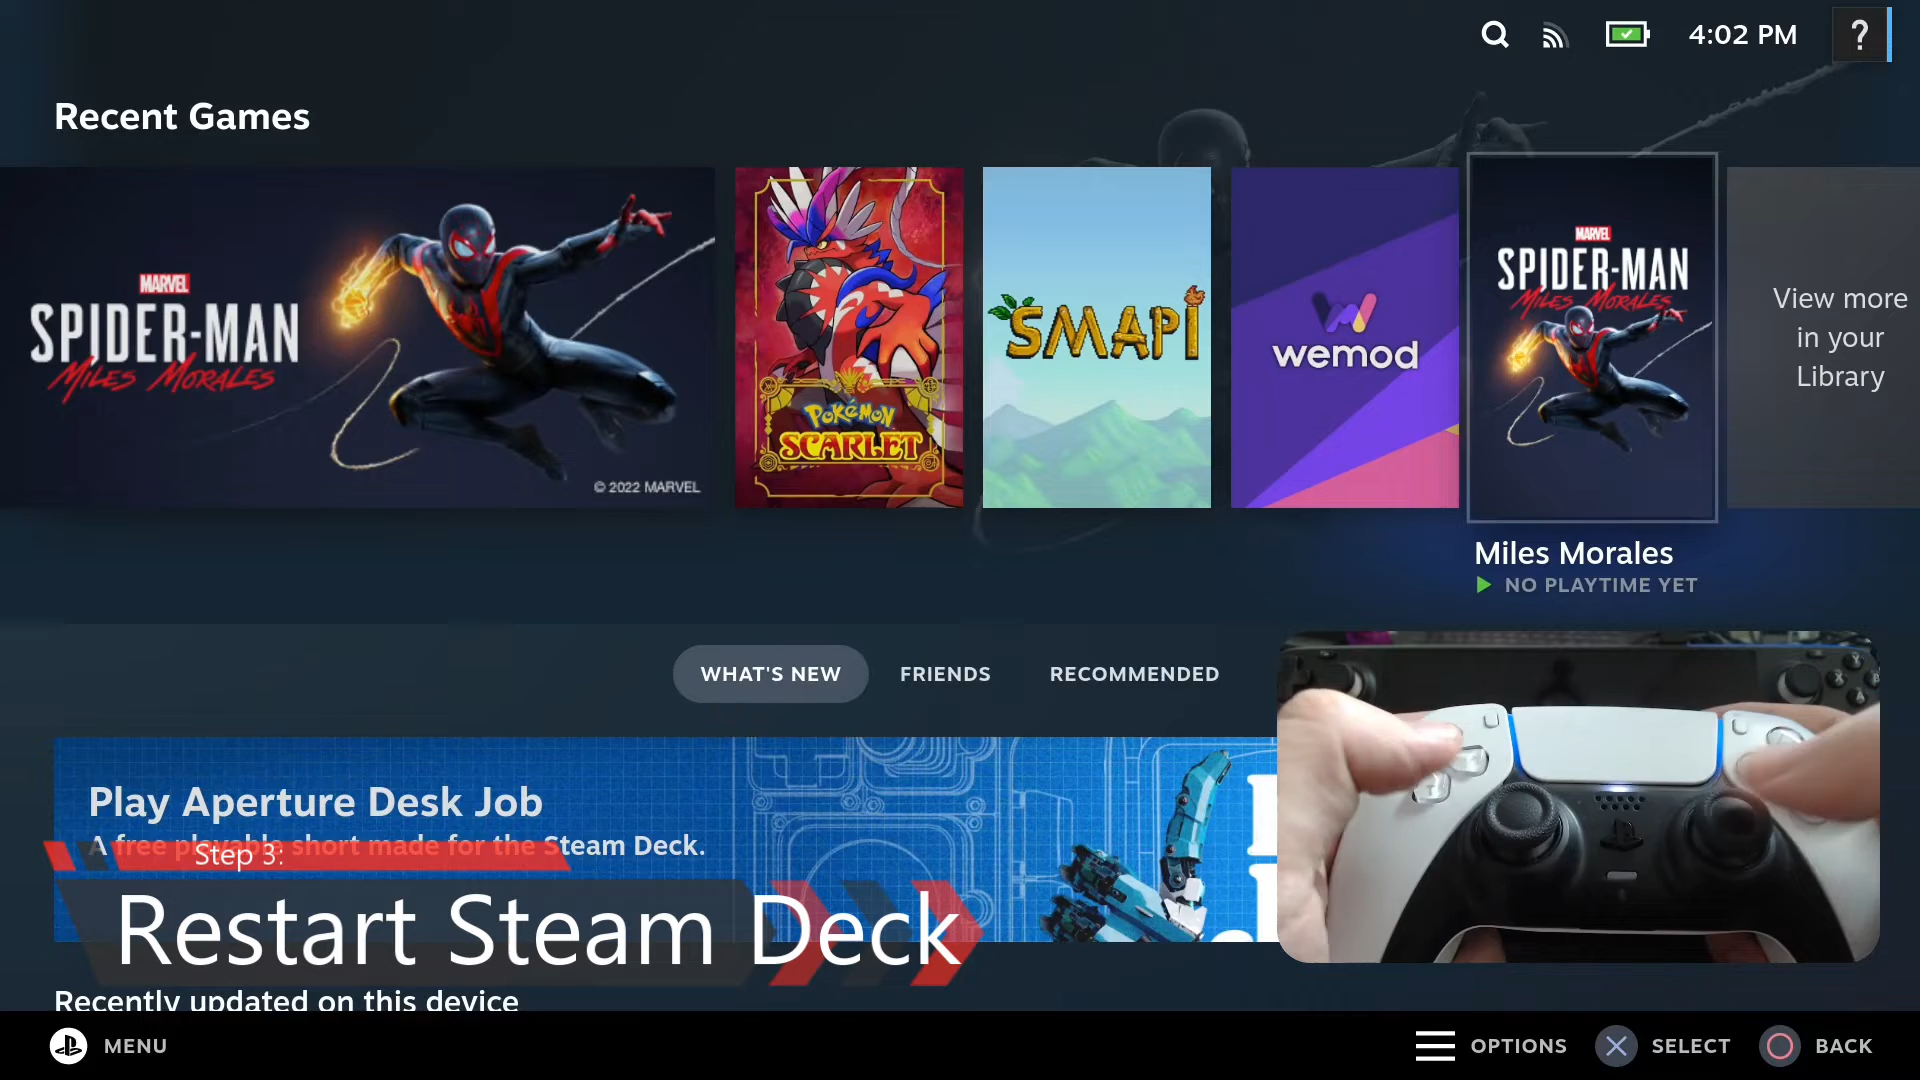 4:02 PM
?
Recent Games
MARVEL
SPIDER-MAN
MILES MORALES
© 2022 MARVEL
POKéMON
SCARLET
SMAPI
wemod
MARVEL
SPIDER-MAN
MILES MORALES
View more
in your
Library
Miles Morales
NO PLAYTIME YET
WHAT'S NEW
FRIENDS
RECOMMENDED
Play Aperture Desk Job
A free playable short made for the Steam Deck.
Step 3:
Restart Steam Deck
Recently updated on this device
MENU
OPTIONS
SELECT
BACK